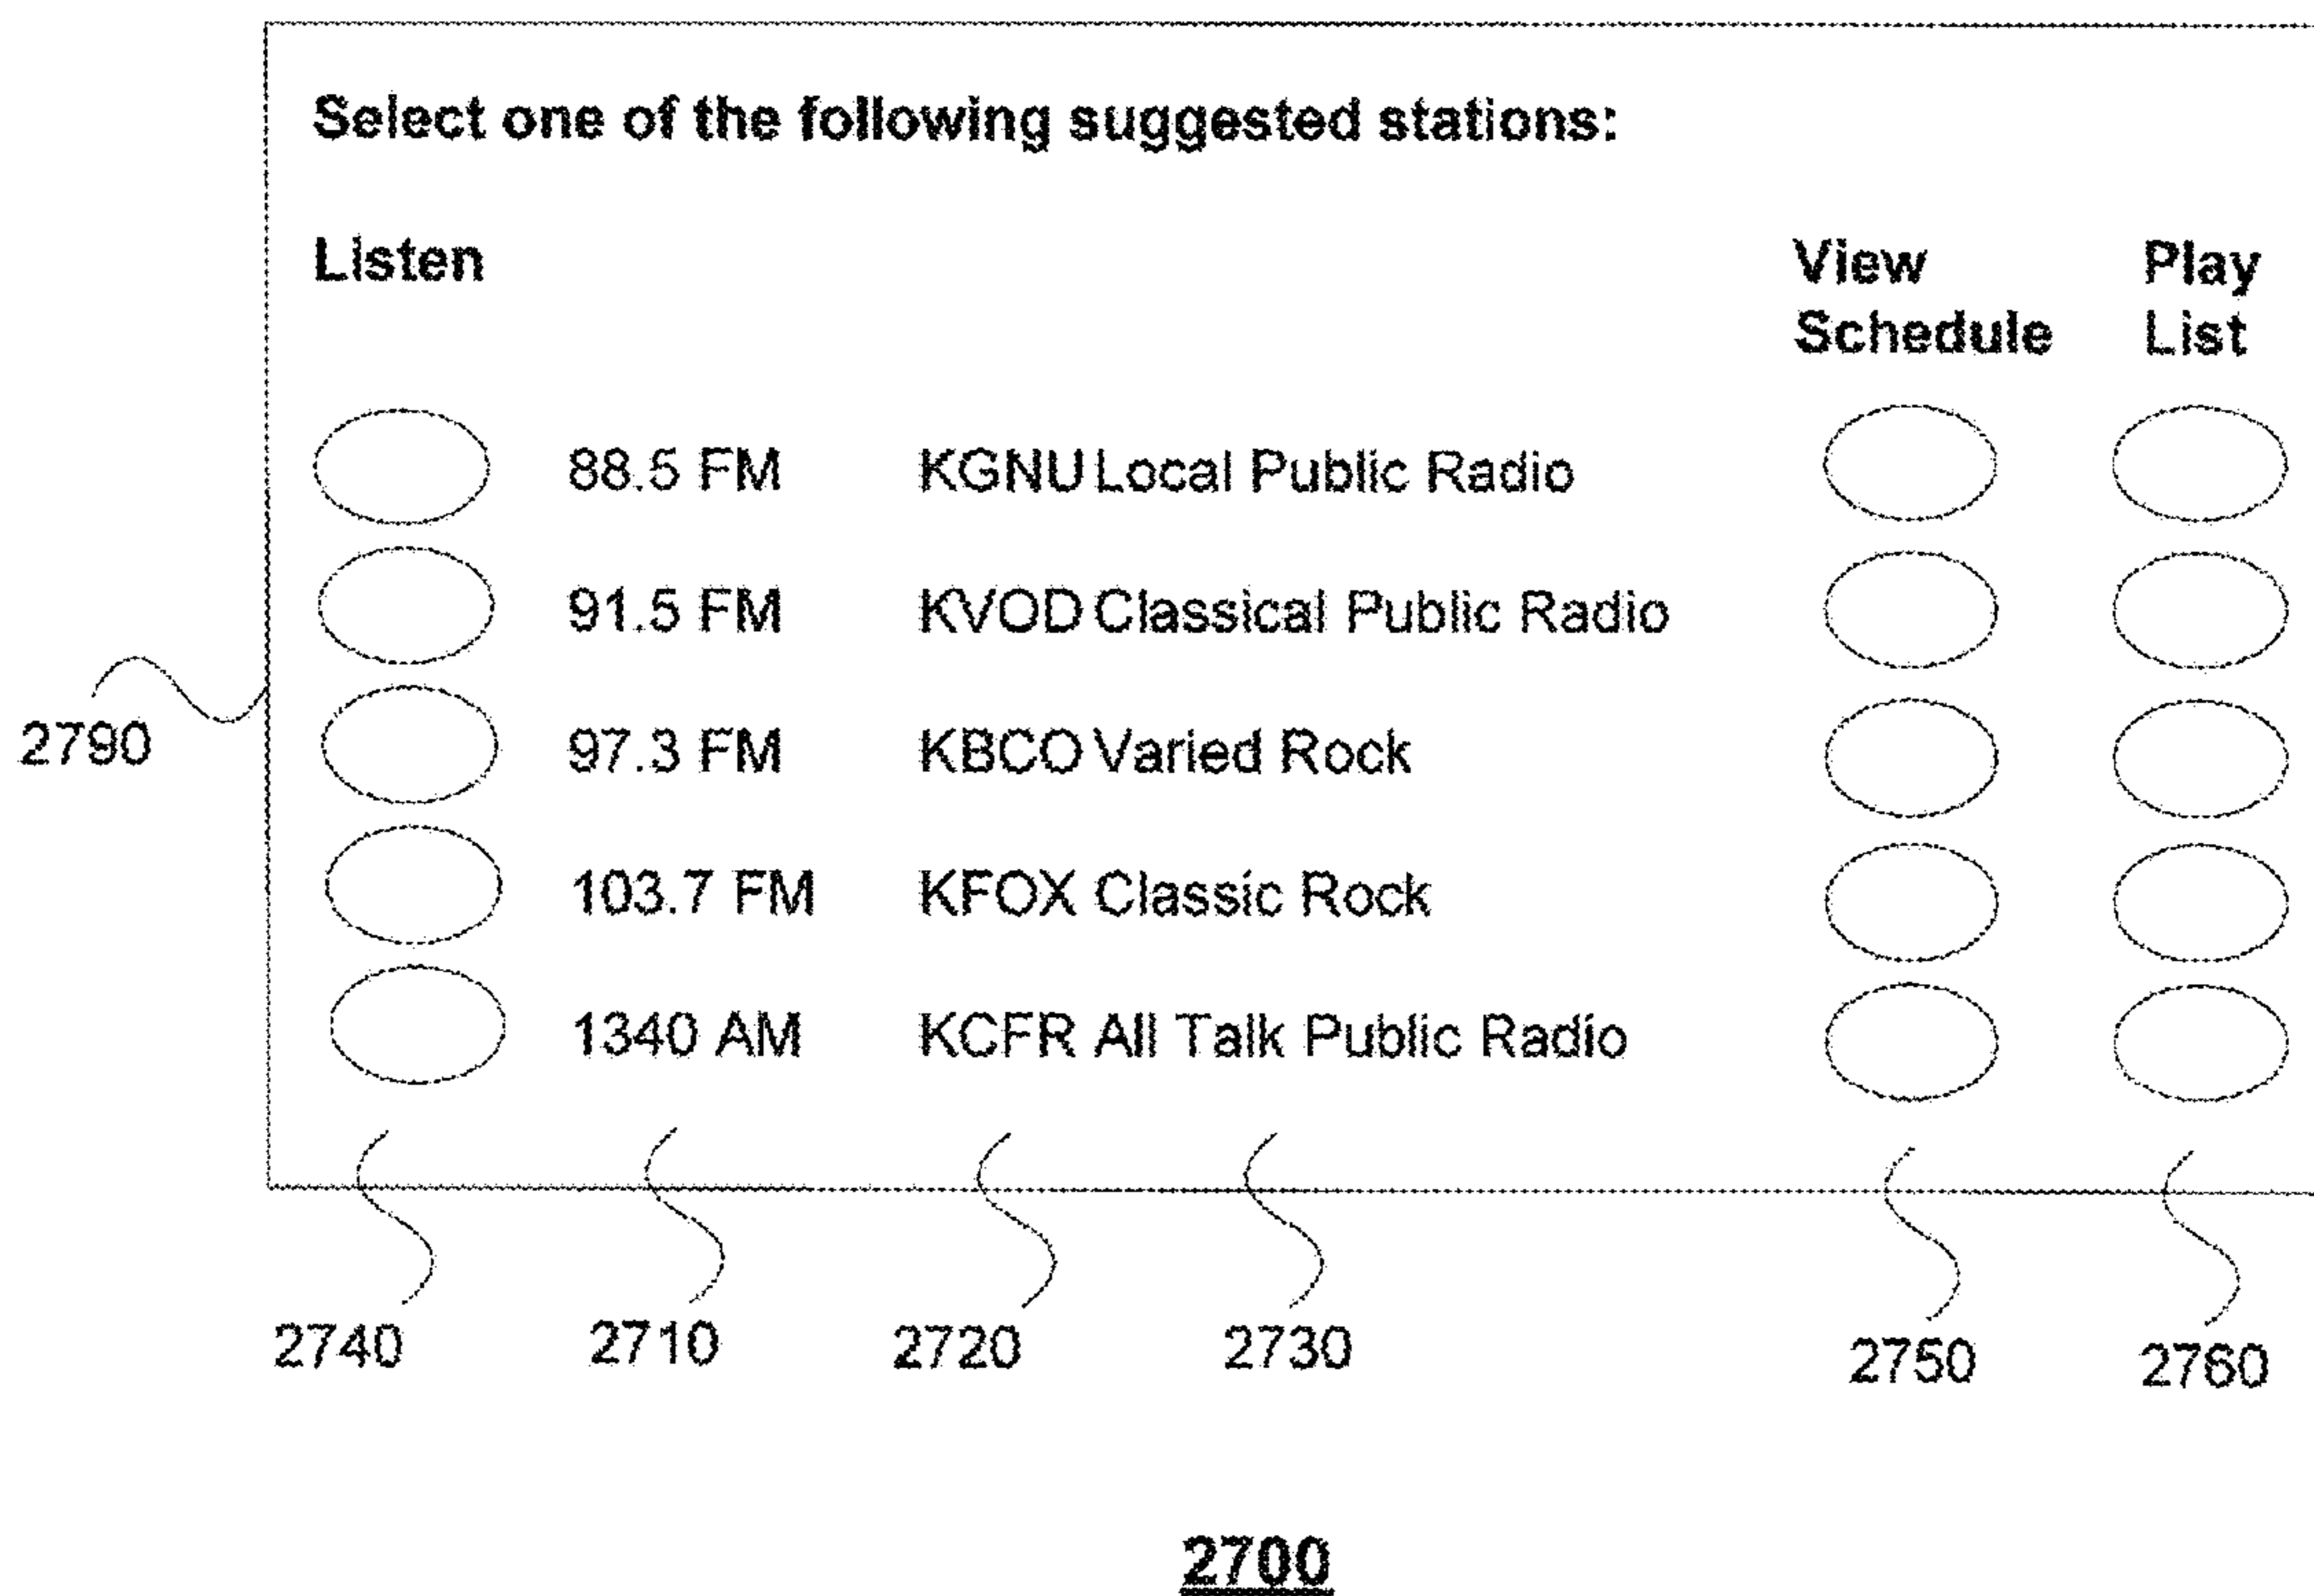 Select one of the following suggested stations:
Listen View Schedule Play List
88.5 FM KGNU Local Public Radio
91.5 FM KVOD Classical Public Radio
2790
97.3 FM KBCO Varied Rock
103.7 FM KFOX Classic Rock
1340 AM KCFR All Talk Public Radio
2740 2710 2720 2730 2750 2760
2700